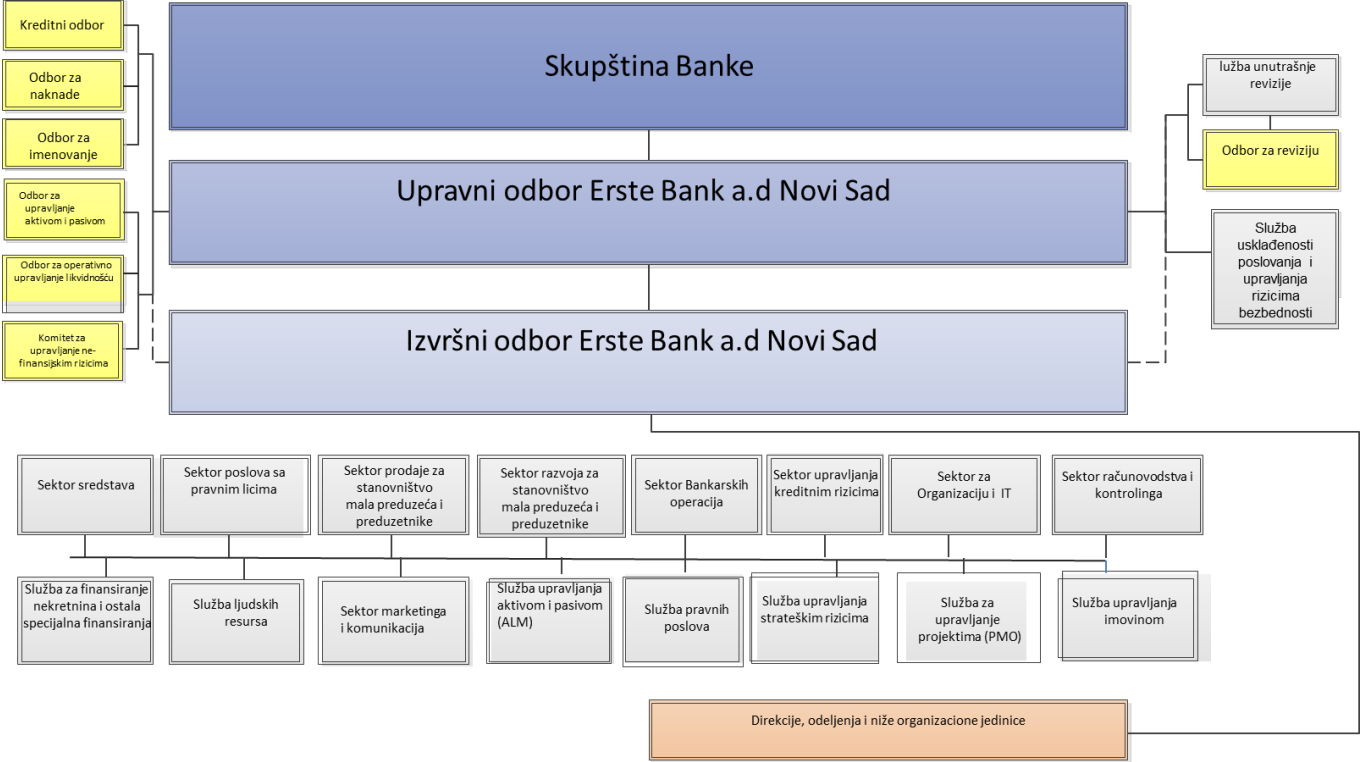 Kreditni odbor
Odbor za
naknade
Odbor za
imenovanje
Odbor za
upravljanje
aktivom i pasivom
Odbor za operativno
upravljanje likvidnošću
Komitet za
upravljanje ne-
finansijskim rizicima
Skupština Banke
Upravni odbor Erste Bank a.d Novi Sad
Izvršni odbor Erste Bank a.d Novi Sad
lužba unutrašnje
revizije
Odbor za reviziju
Služba
usklađenosti
poslovanja i
upravljanja
rizicima
bezbednosti
Sektor sredstava
Sektor poslova sa
pravnim licima
Sektor prodaje za
stanovništvo
mala preduzeća i
preduzetnike
Sektor razvoja za
stanovništvo
mala preduzeća i
preduzetnike
Sektor Bankarskih
operacija
Sektor upravljanja
kreditnim rizicima
Sektor za
Organizaciju i IT
Sektor računovodstva i
kontrolinga
Služba za finansiranje
nekretnina i ostala
specijalna finansiranja
Služba ljudskih
resursa
Sektor marketinga
i komunikacija
Služba upravljanja
aktivom i pasivom
(ALM)
Služba pravnih
poslova
Služba upravljanja
strateškim rizicima
Služba za
upravljanje
projektima (PMO)
Služba upravljanja
imovinom
Direkcije, odeljenja i niže organizacione jedinice